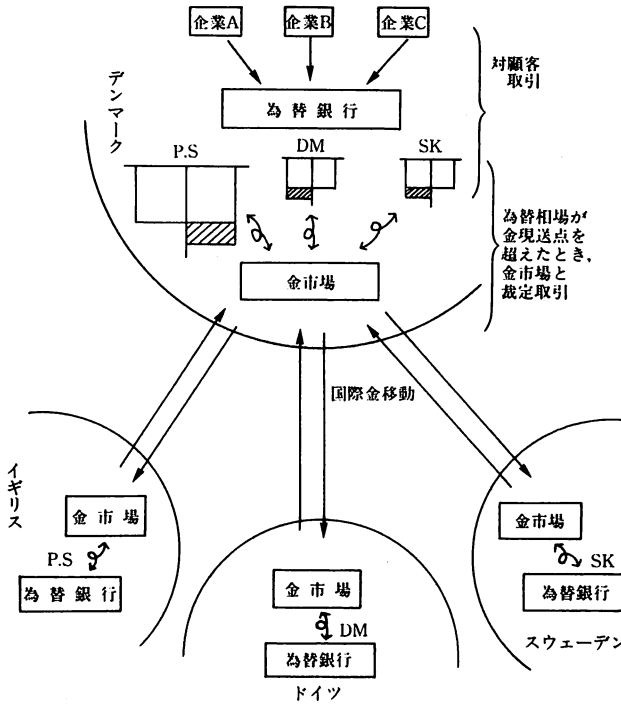 企業A
企業B
企業C
対顧客
取引
デンマーク
為替銀行
P.S
DM
SK
為替相場が
金現送点を
超えたとき,
金市場と
裁定取引
金市場
国際金移動
イギリス
金市場
P.S
為替銀行
金市場
DM
為替銀行
ドイツ
金市場
SK
為替銀行
スウェーデン